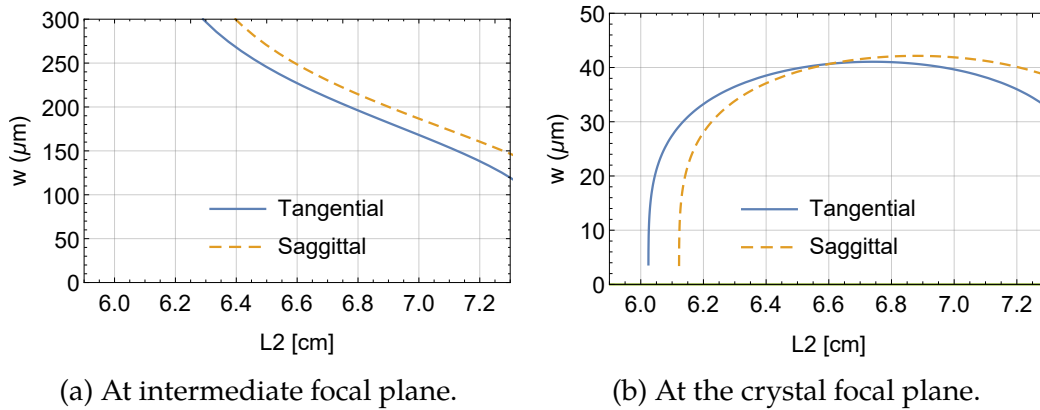 300
250
200
150
100
50
0
w (μm)
Tangential
Saggittal
6.0 6.2 6.4 6.6 6.8 7.0 7.2
L2 [cm]
(a) At intermediate focal plane.
50
40
30
20
10
0
w (μm)
Tangential
Saggittal
6.0 6.2 6.4 6.6 6.8 7.0 7.2
L2 [cm]
(b) At the crystal focal plane.